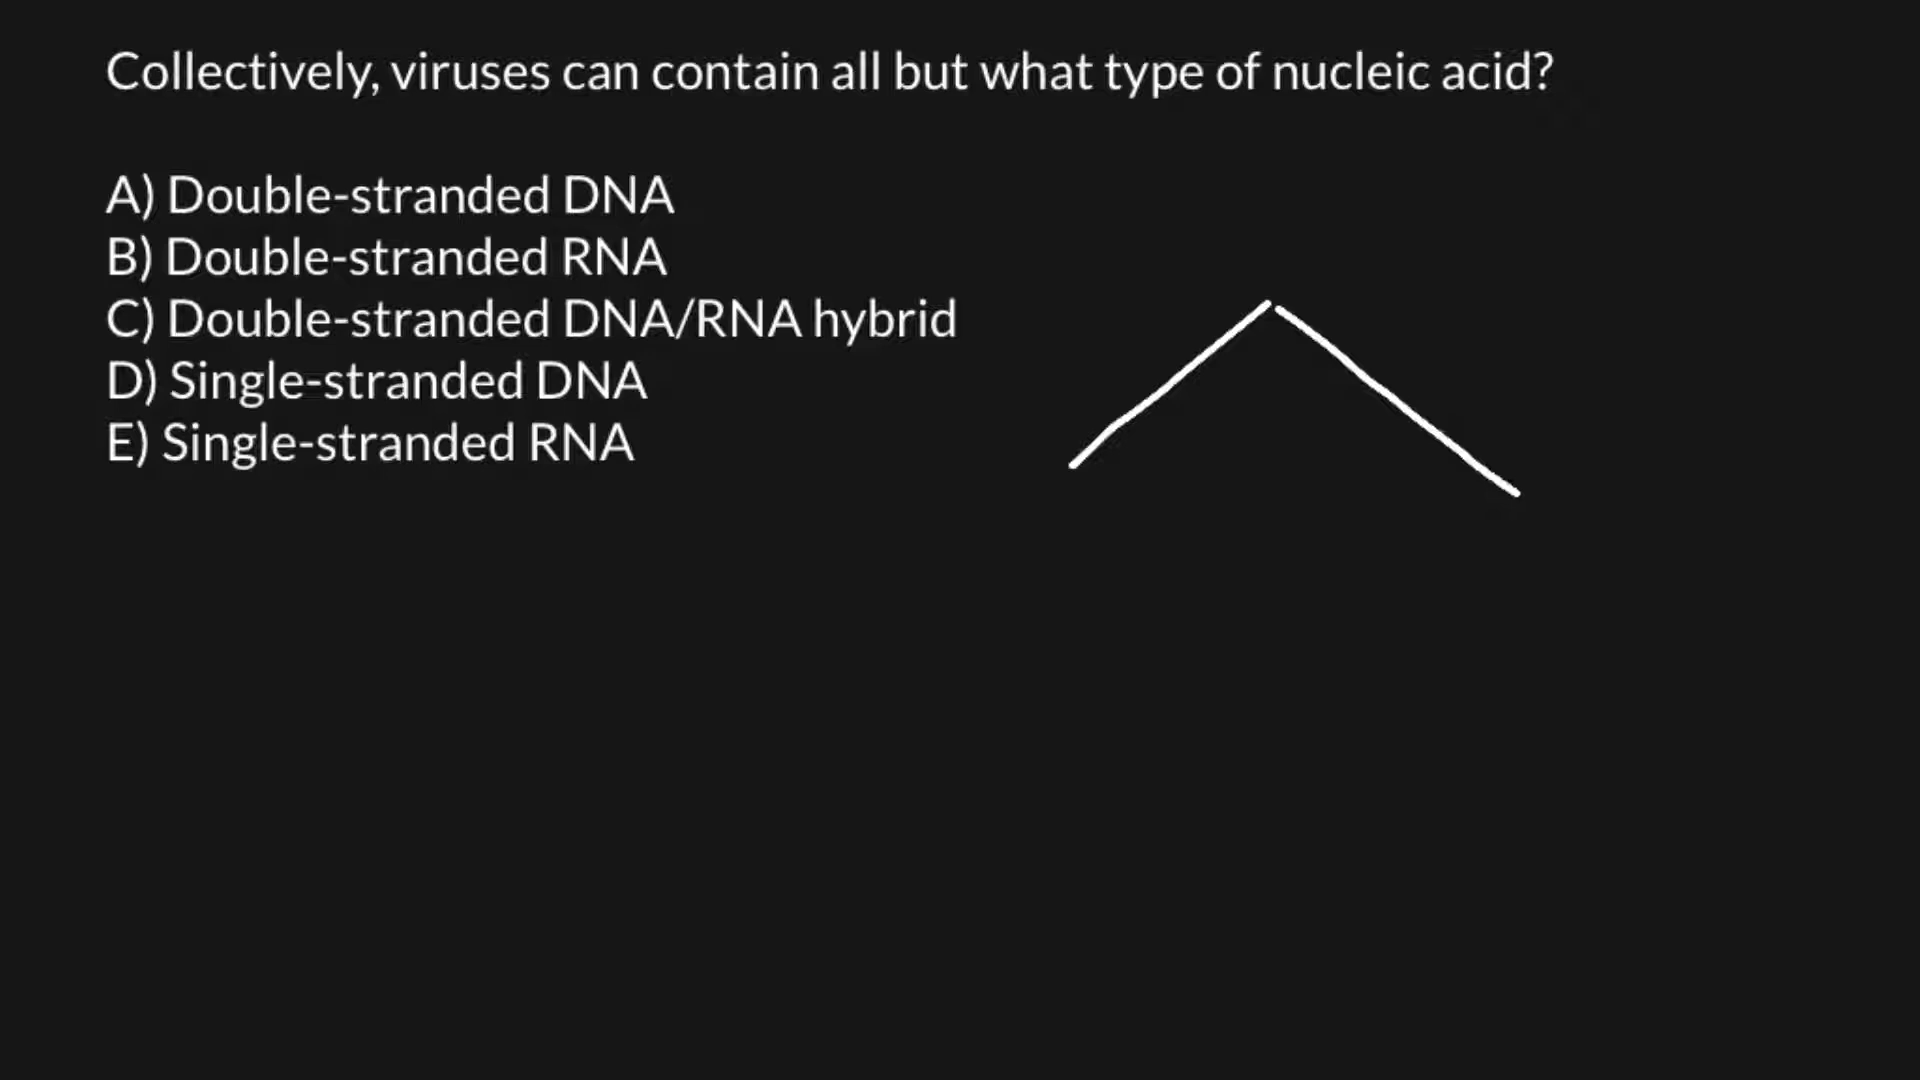 Collectively, viruses can contain all but what type of nucleic acid?
A) Double-stranded DNA
B) Double-stranded RNA
C) Double-stranded DNA/RNA hybrid
D) Single-stranded DNA
E) Single-stranded RNA